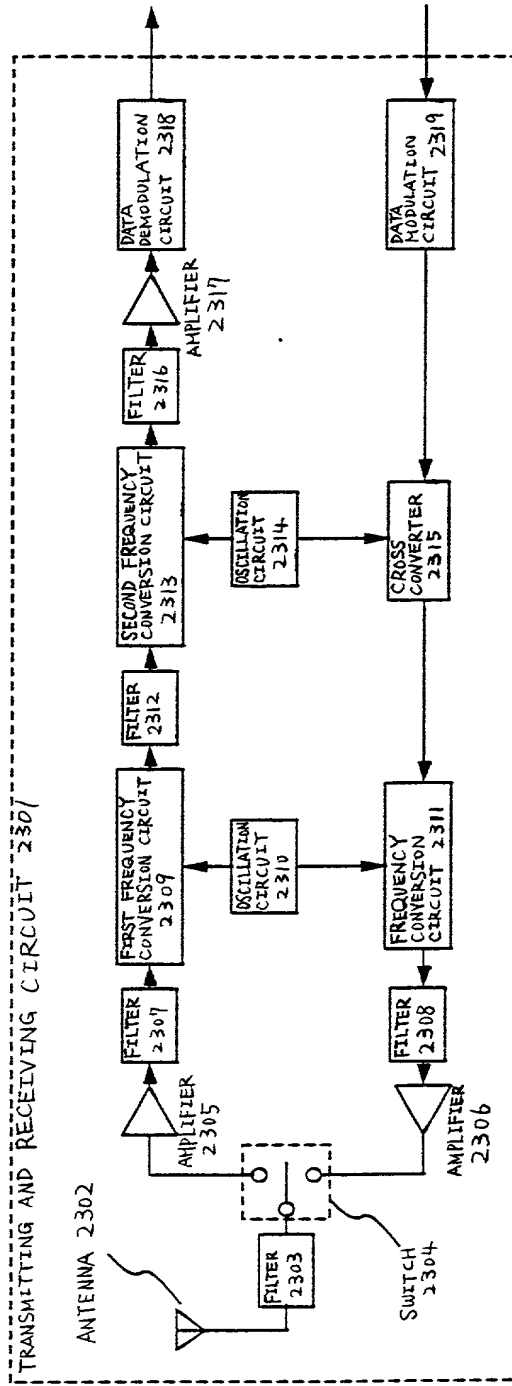 TRANSMITTING AND RECEIVING CIRCUIT 2301
ANTENNA 2302
FILTER
2303
SWITCH
2304
AMPLIFIER
2305
FILTER
2307
FIRST FREQUENCY
CONVERSION CIRCUIT
2309
FILTER
2312
SECOND FREQUENCY
CONVERSION CIRCUIT
2313
FILTER
2316
AMPLIFIER
2317
DATA
DEMODULATION
CIRCUIT 2318
OSCILLATION
CIRCUIT
2310
OSCILLATION
CIRCUIT
2314
AMPLIFIER
2306
FILTER
2308
FREQUENCY
CONVERSION
CIRCUIT 2311
CROSS
CONVERTER
2315
DATA
MODULATION
CIRCUIT 2319